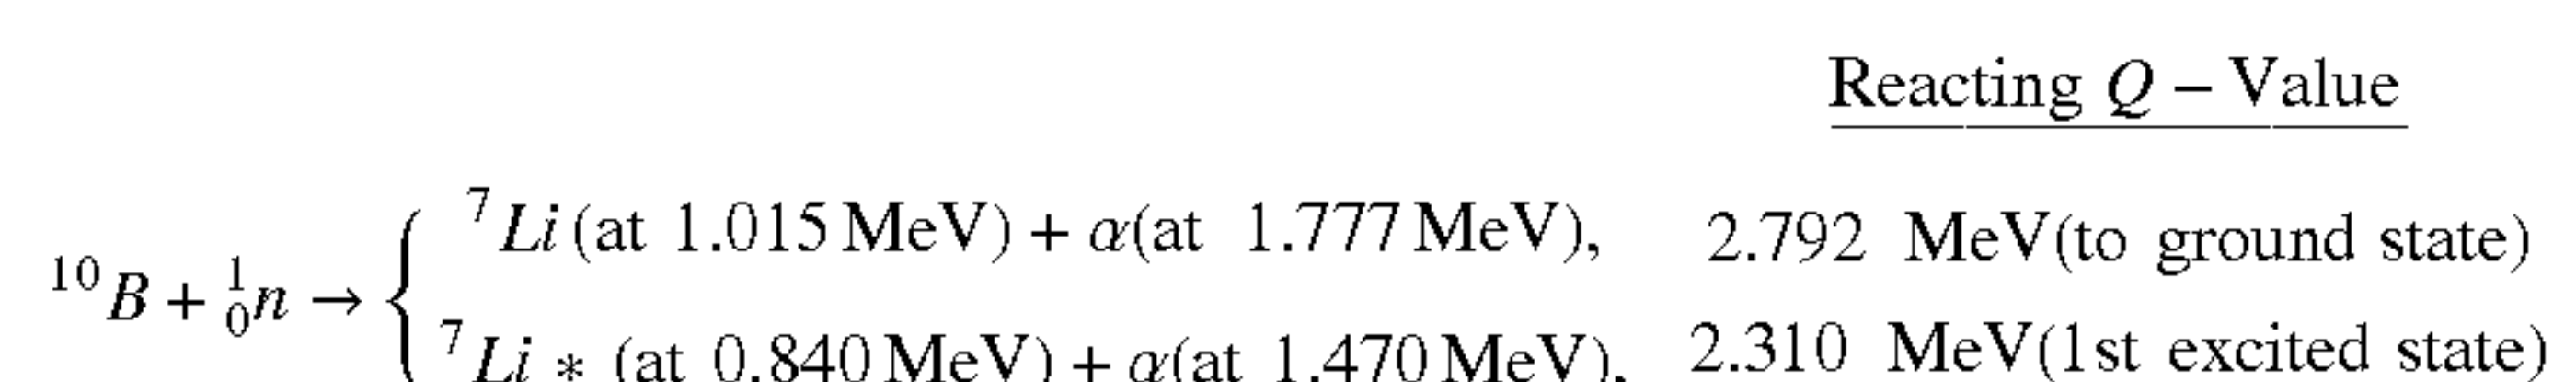 Reacting Q – Value
⁷Li (at 1.015 MeV) + α(at 1.777 MeV), 2.792 MeV(to ground state)
¹⁰B + ¹₀n → {
⁷Li * (at 0.840 MeV) + α(at 1.470 MeV), 2.310 MeV(1st excited state)